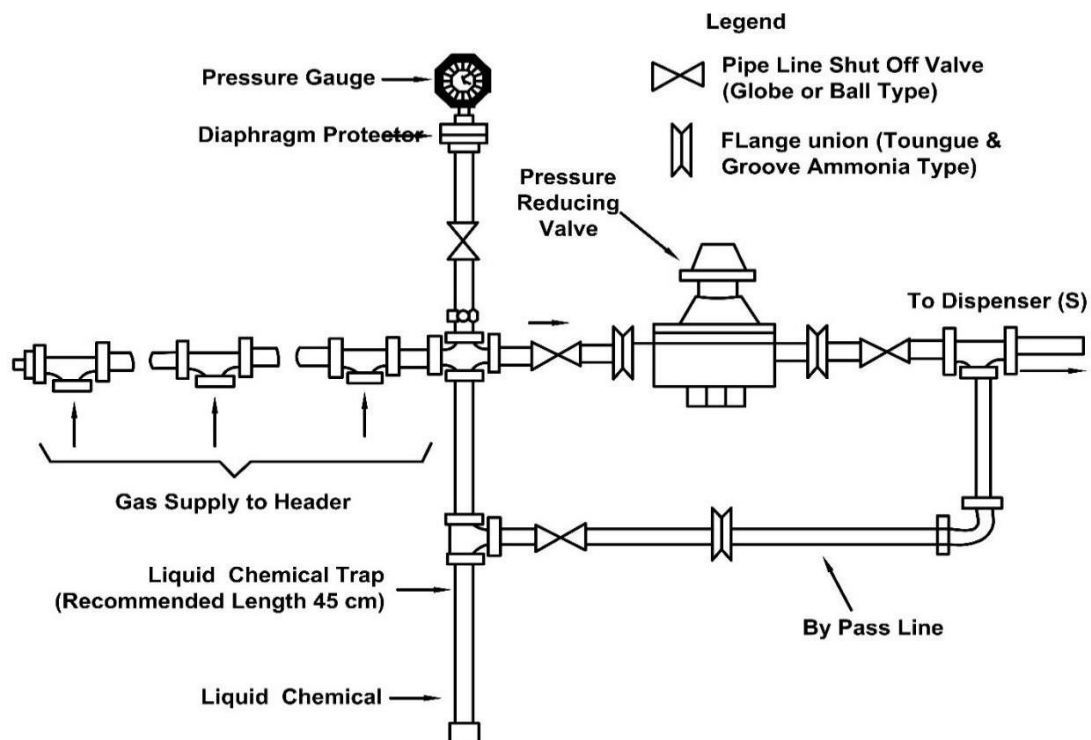 Legend
Pressure Gauge
Pipe Line Shut Off Valve
(Globe or Ball Type)
Diaphragm Protector
FLange union (Toungue &
Groove Ammonia Type)
Pressure
Reducing
Valve
To Dispenser (S)
Gas Supply to Header
Liquid Chemical Trap
(Recommended Length 45 cm)
By Pass Line
Liquid Chemical